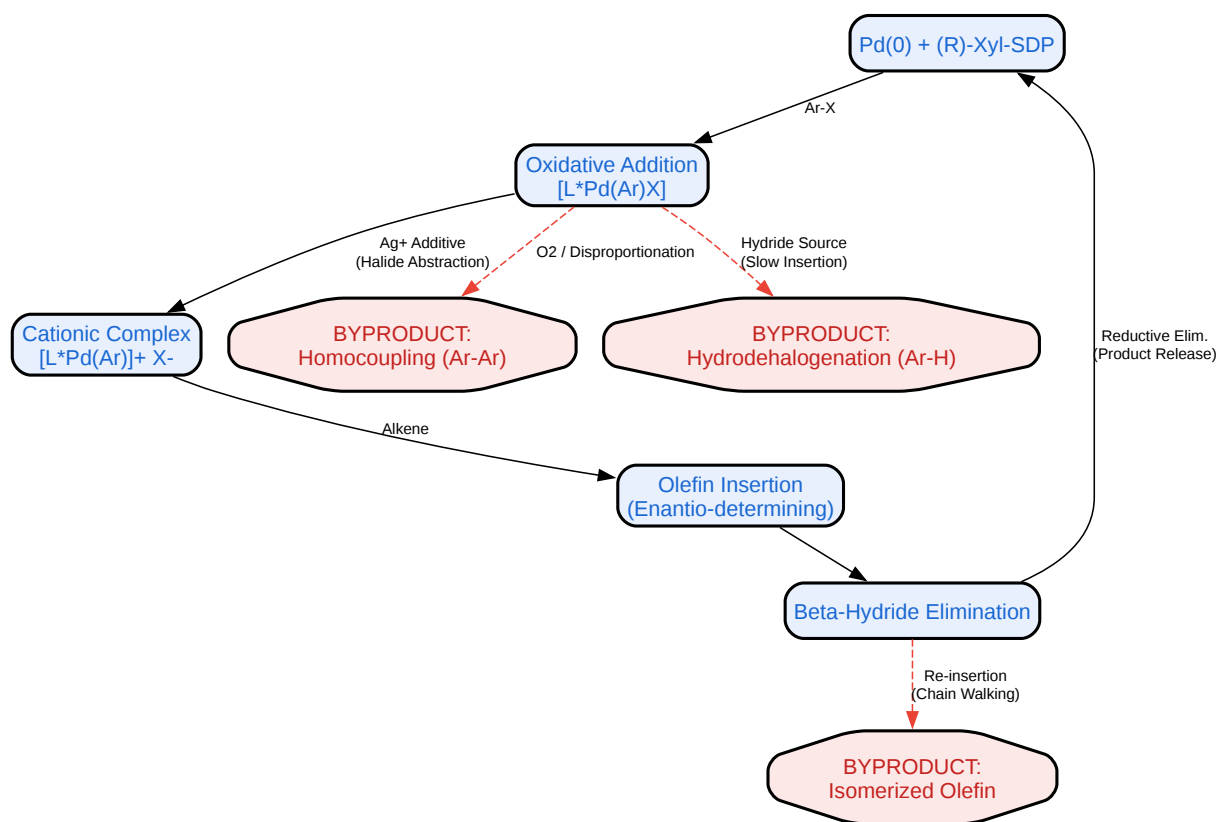 Pd(0) + (R)-Xyl-SDP
Ar-X
Oxidative Addition
[L*Pd(Ar)X]
Ag+ Additive
(Halide Abstraction)
O2 / Disproportionation
Hydride Source
(Slow Insertion)
Cationic Complex
[L*Pd(Ar)]+ X-
BYPRODUCT:
Homocoupling (Ar-Ar)
BYPRODUCT:
Hydrodehalogenation (Ar-H)
Reductive Elim.
(Product Release)
Alkene
Olefin Insertion
(Enantio-determining)
Beta-Hydride Elimination
Re-insertion
(Chain Walking)
BYPRODUCT:
Isomerized Olefin